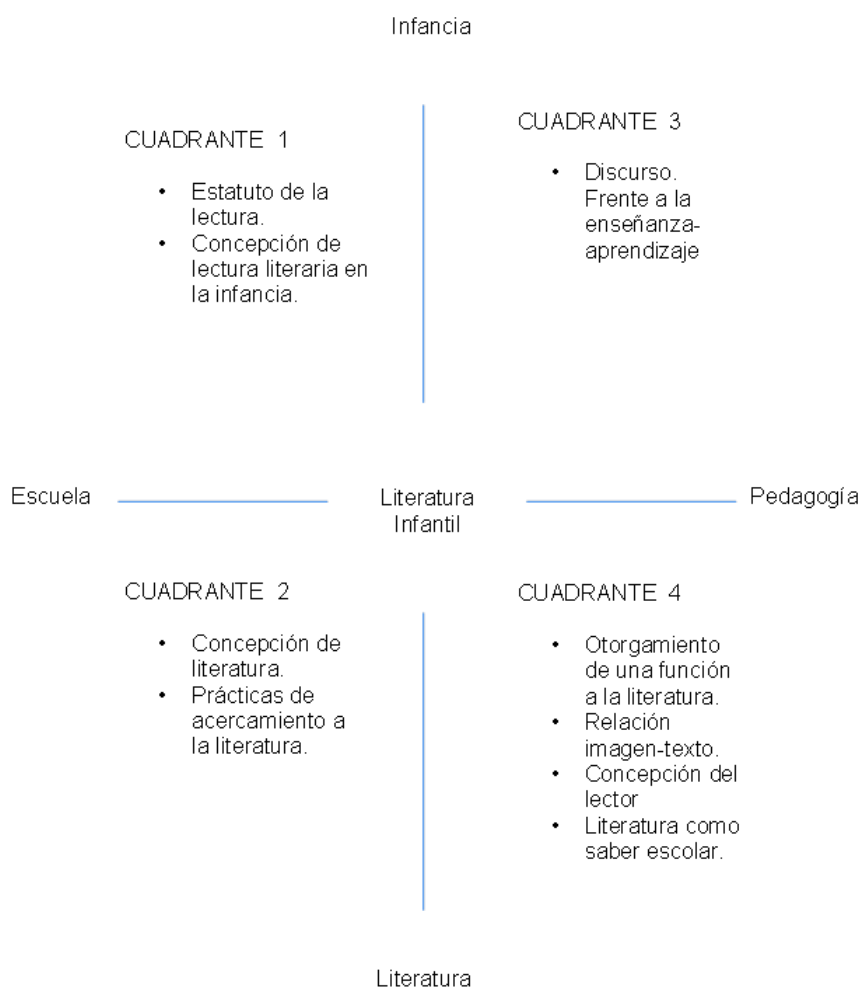 Infancia
CUADRANTE 1
• Estatuto de la
lectura.
• Concepción de
lectura literaria en
la infancia.
CUADRANTE 3
• Discurso.
Frente a la
enseñanza-
aprendizaje
Escuela
Literatura
Infantil
Pedagogía
CUADRANTE 2
• Concepción de
literatura.
• Prácticas de
acercamiento a
la literatura.
CUADRANTE 4
• Otorgamiento
de una función
a la literatura.
• Relación
imagen-texto.
• Concepción del
lector
• Literatura como
saber escolar.
Literatura